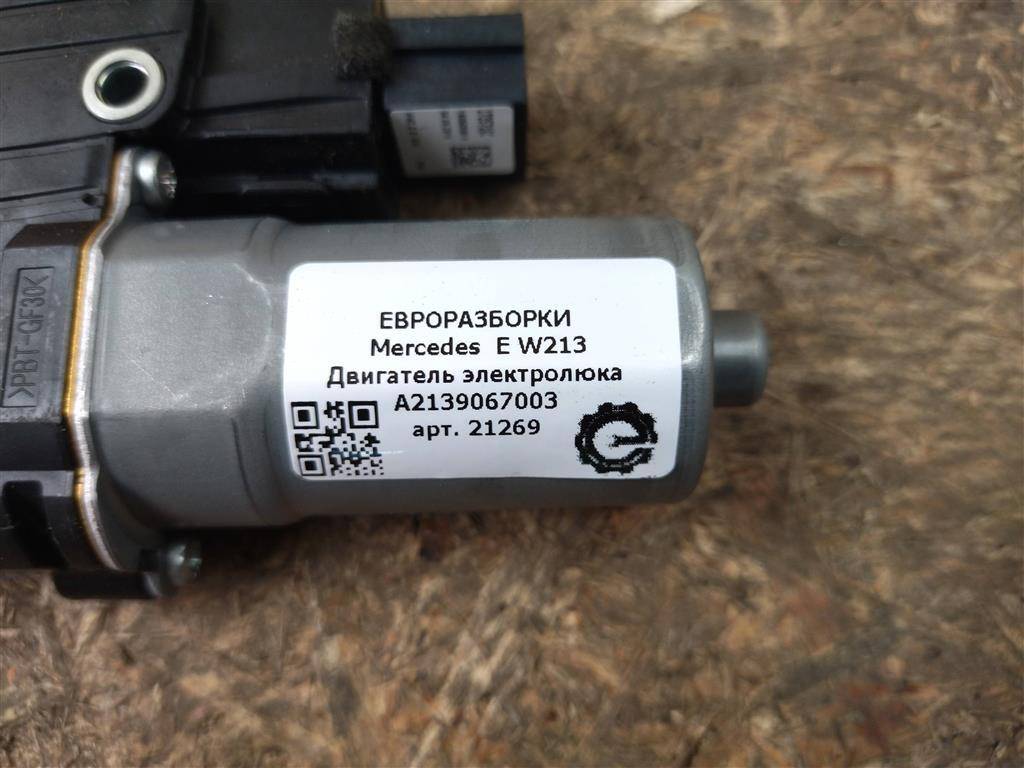 ЕВРОРАЗБОРКИ
Mercedes E W213
Двигатель электролюка
A2139067003
арт. 21269
>PBT-GF30<